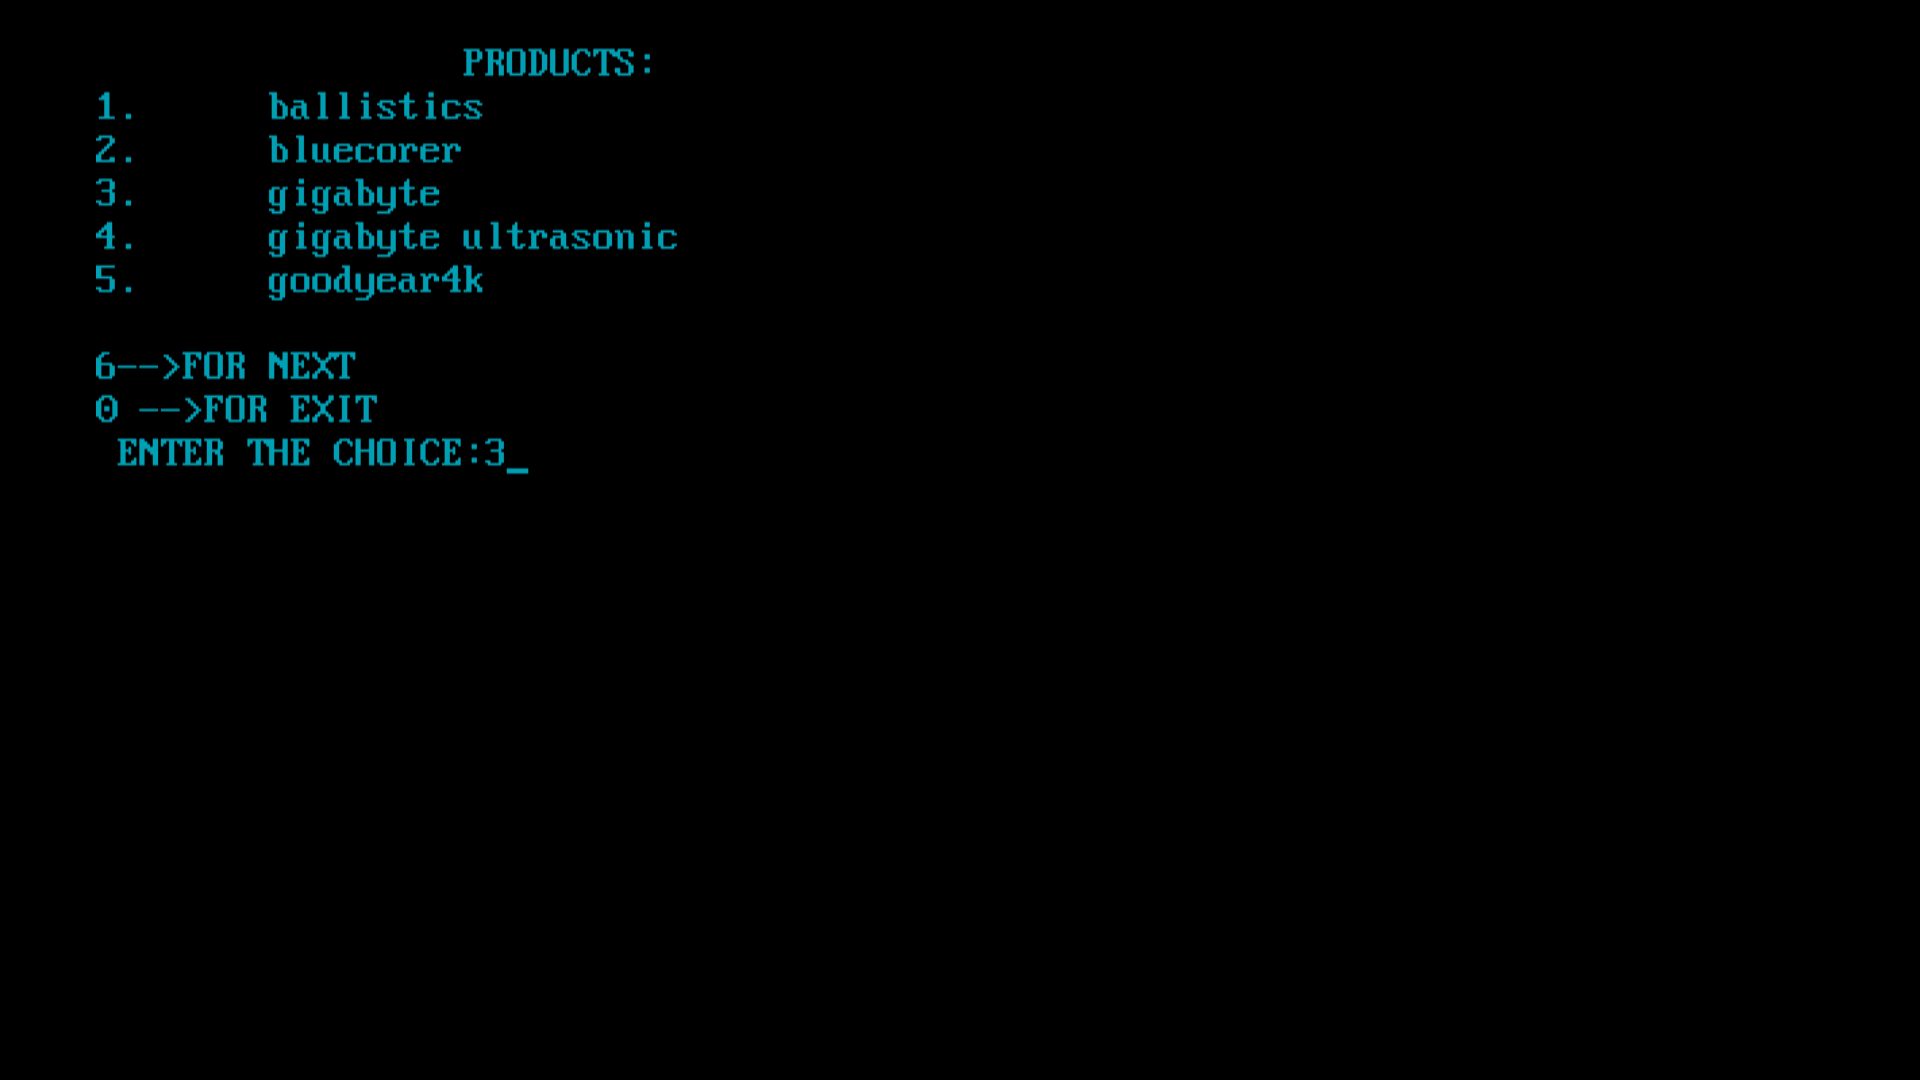 PRODUCTS:
1. ballistics
2. bluecorer
3. gigabyte
4. gigabyte ultrasonic
5. goodyear4k
6-->FOR NEXT
0 -->FOR EXIT
ENTER THE CHOICE:3_